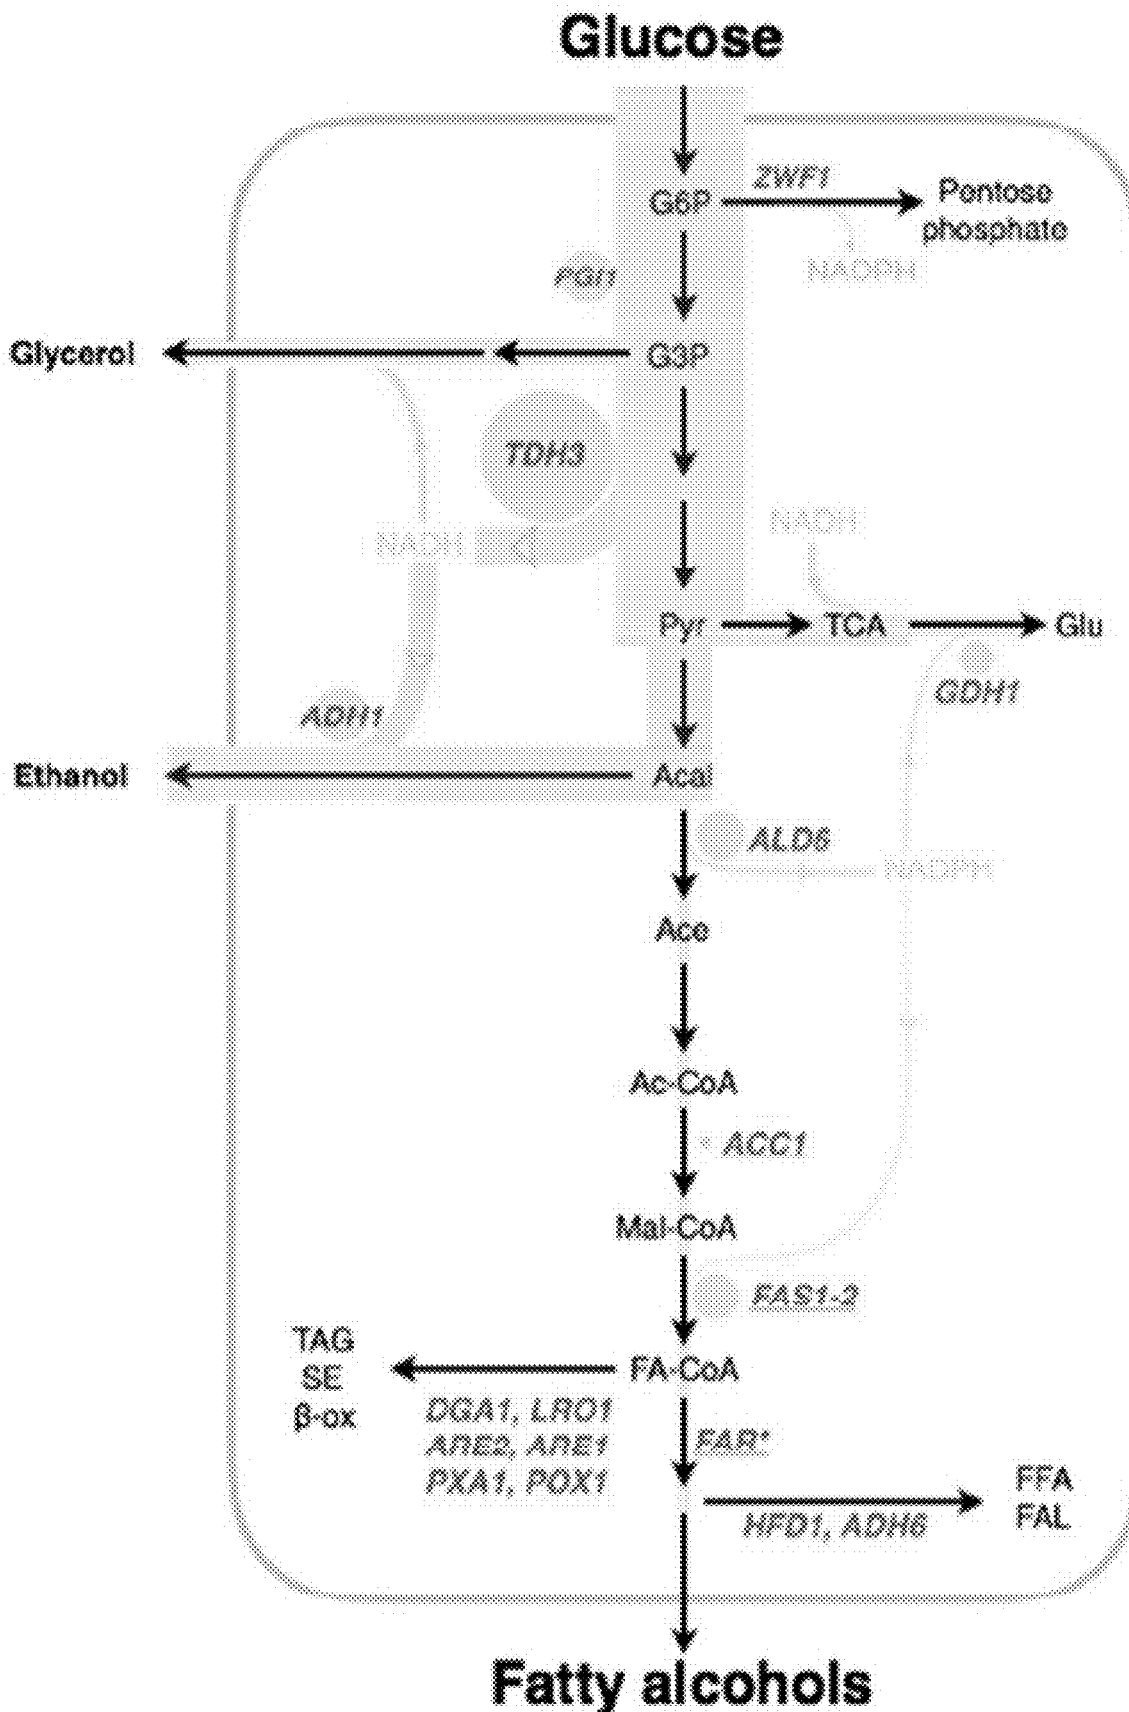 Glucose
G6P
ZWF1
Pentose
phosphate
NADPH
PGI1
Glycerol
G3P
TDH3
NADH
NADH
Pyr
TCA
Glu
GDH1
ADH1
Ethanol
Acal
ALD6
NADPH
Ace
Ac-CoA
ACC1
Mal-CoA
FAS1-2
TAG
SE
β-ox
FA-CoA
DGA1, LRO1
ARE2, ARE1
PXA1, POX1
FAR*
FFA
FAL
HFD1, ADH6
Fatty alcohols